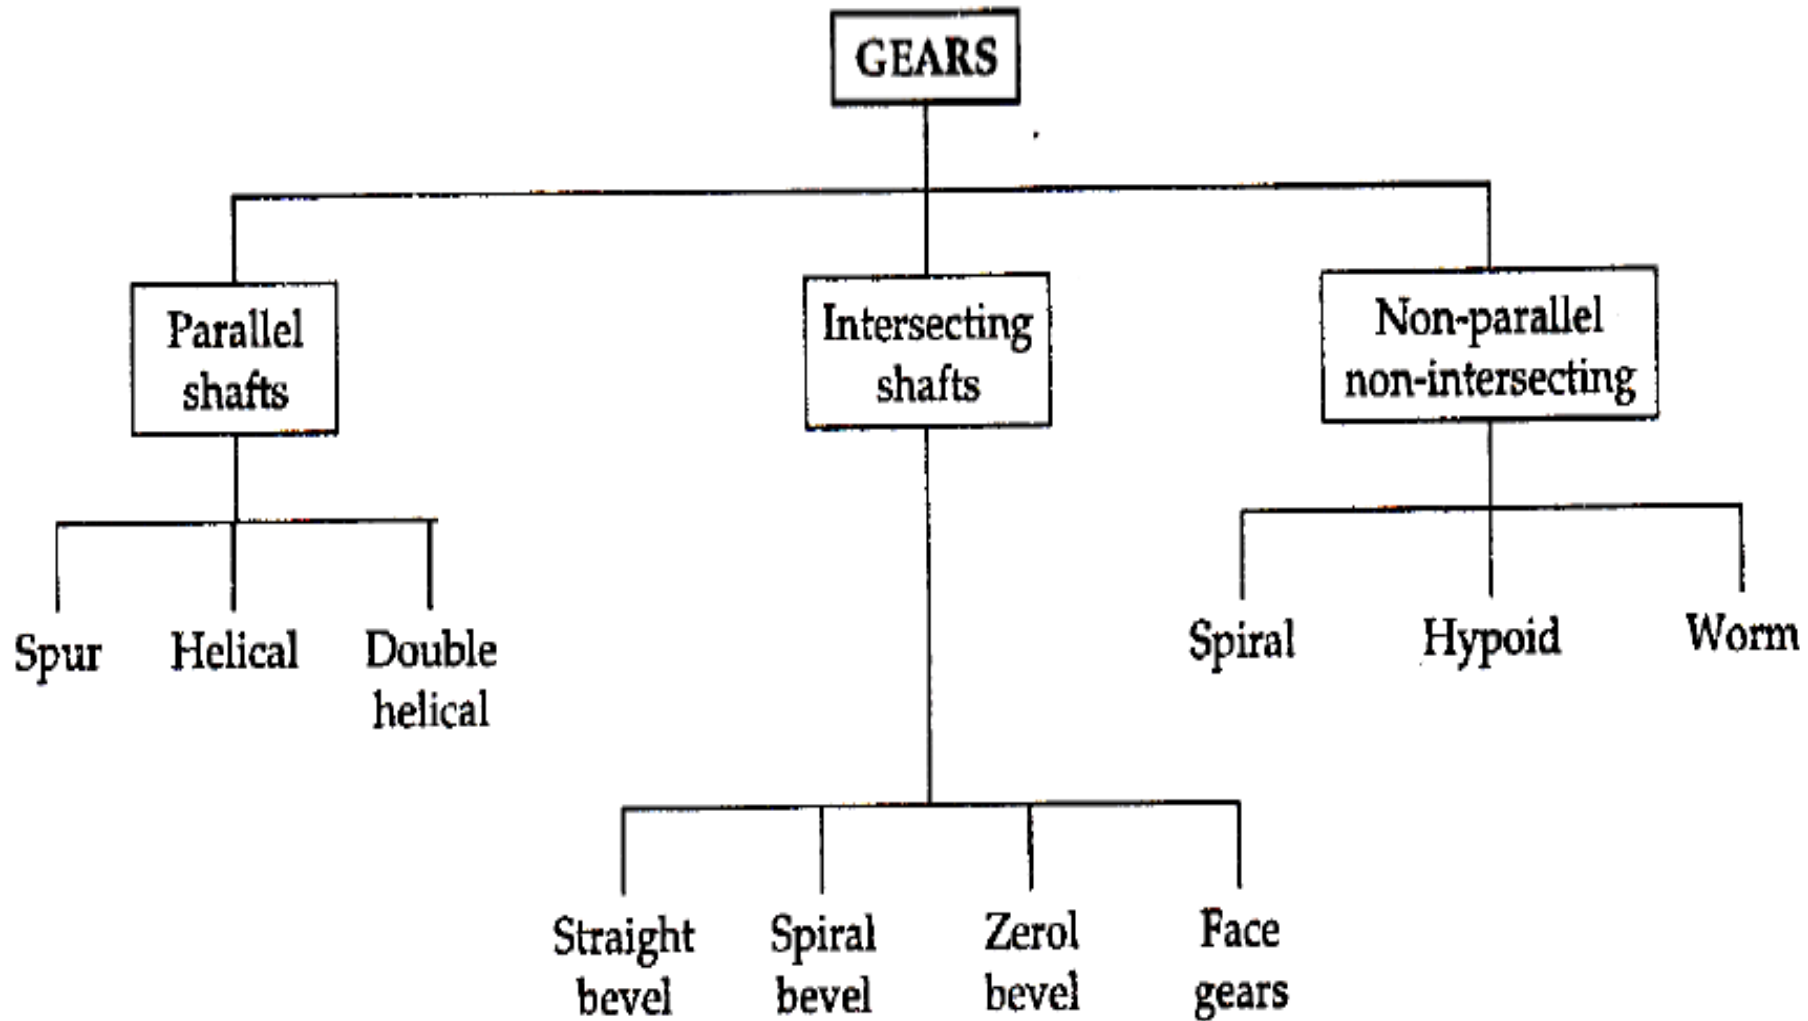 GEARS
Parallel
shafts
Intersecting
shafts
Non-parallel
non-intersecting
Spur
Helical
Double
helical
Spiral
Hypoid
Worm
Straight
bevel
Spiral
bevel
Zerol
bevel
Face
gears